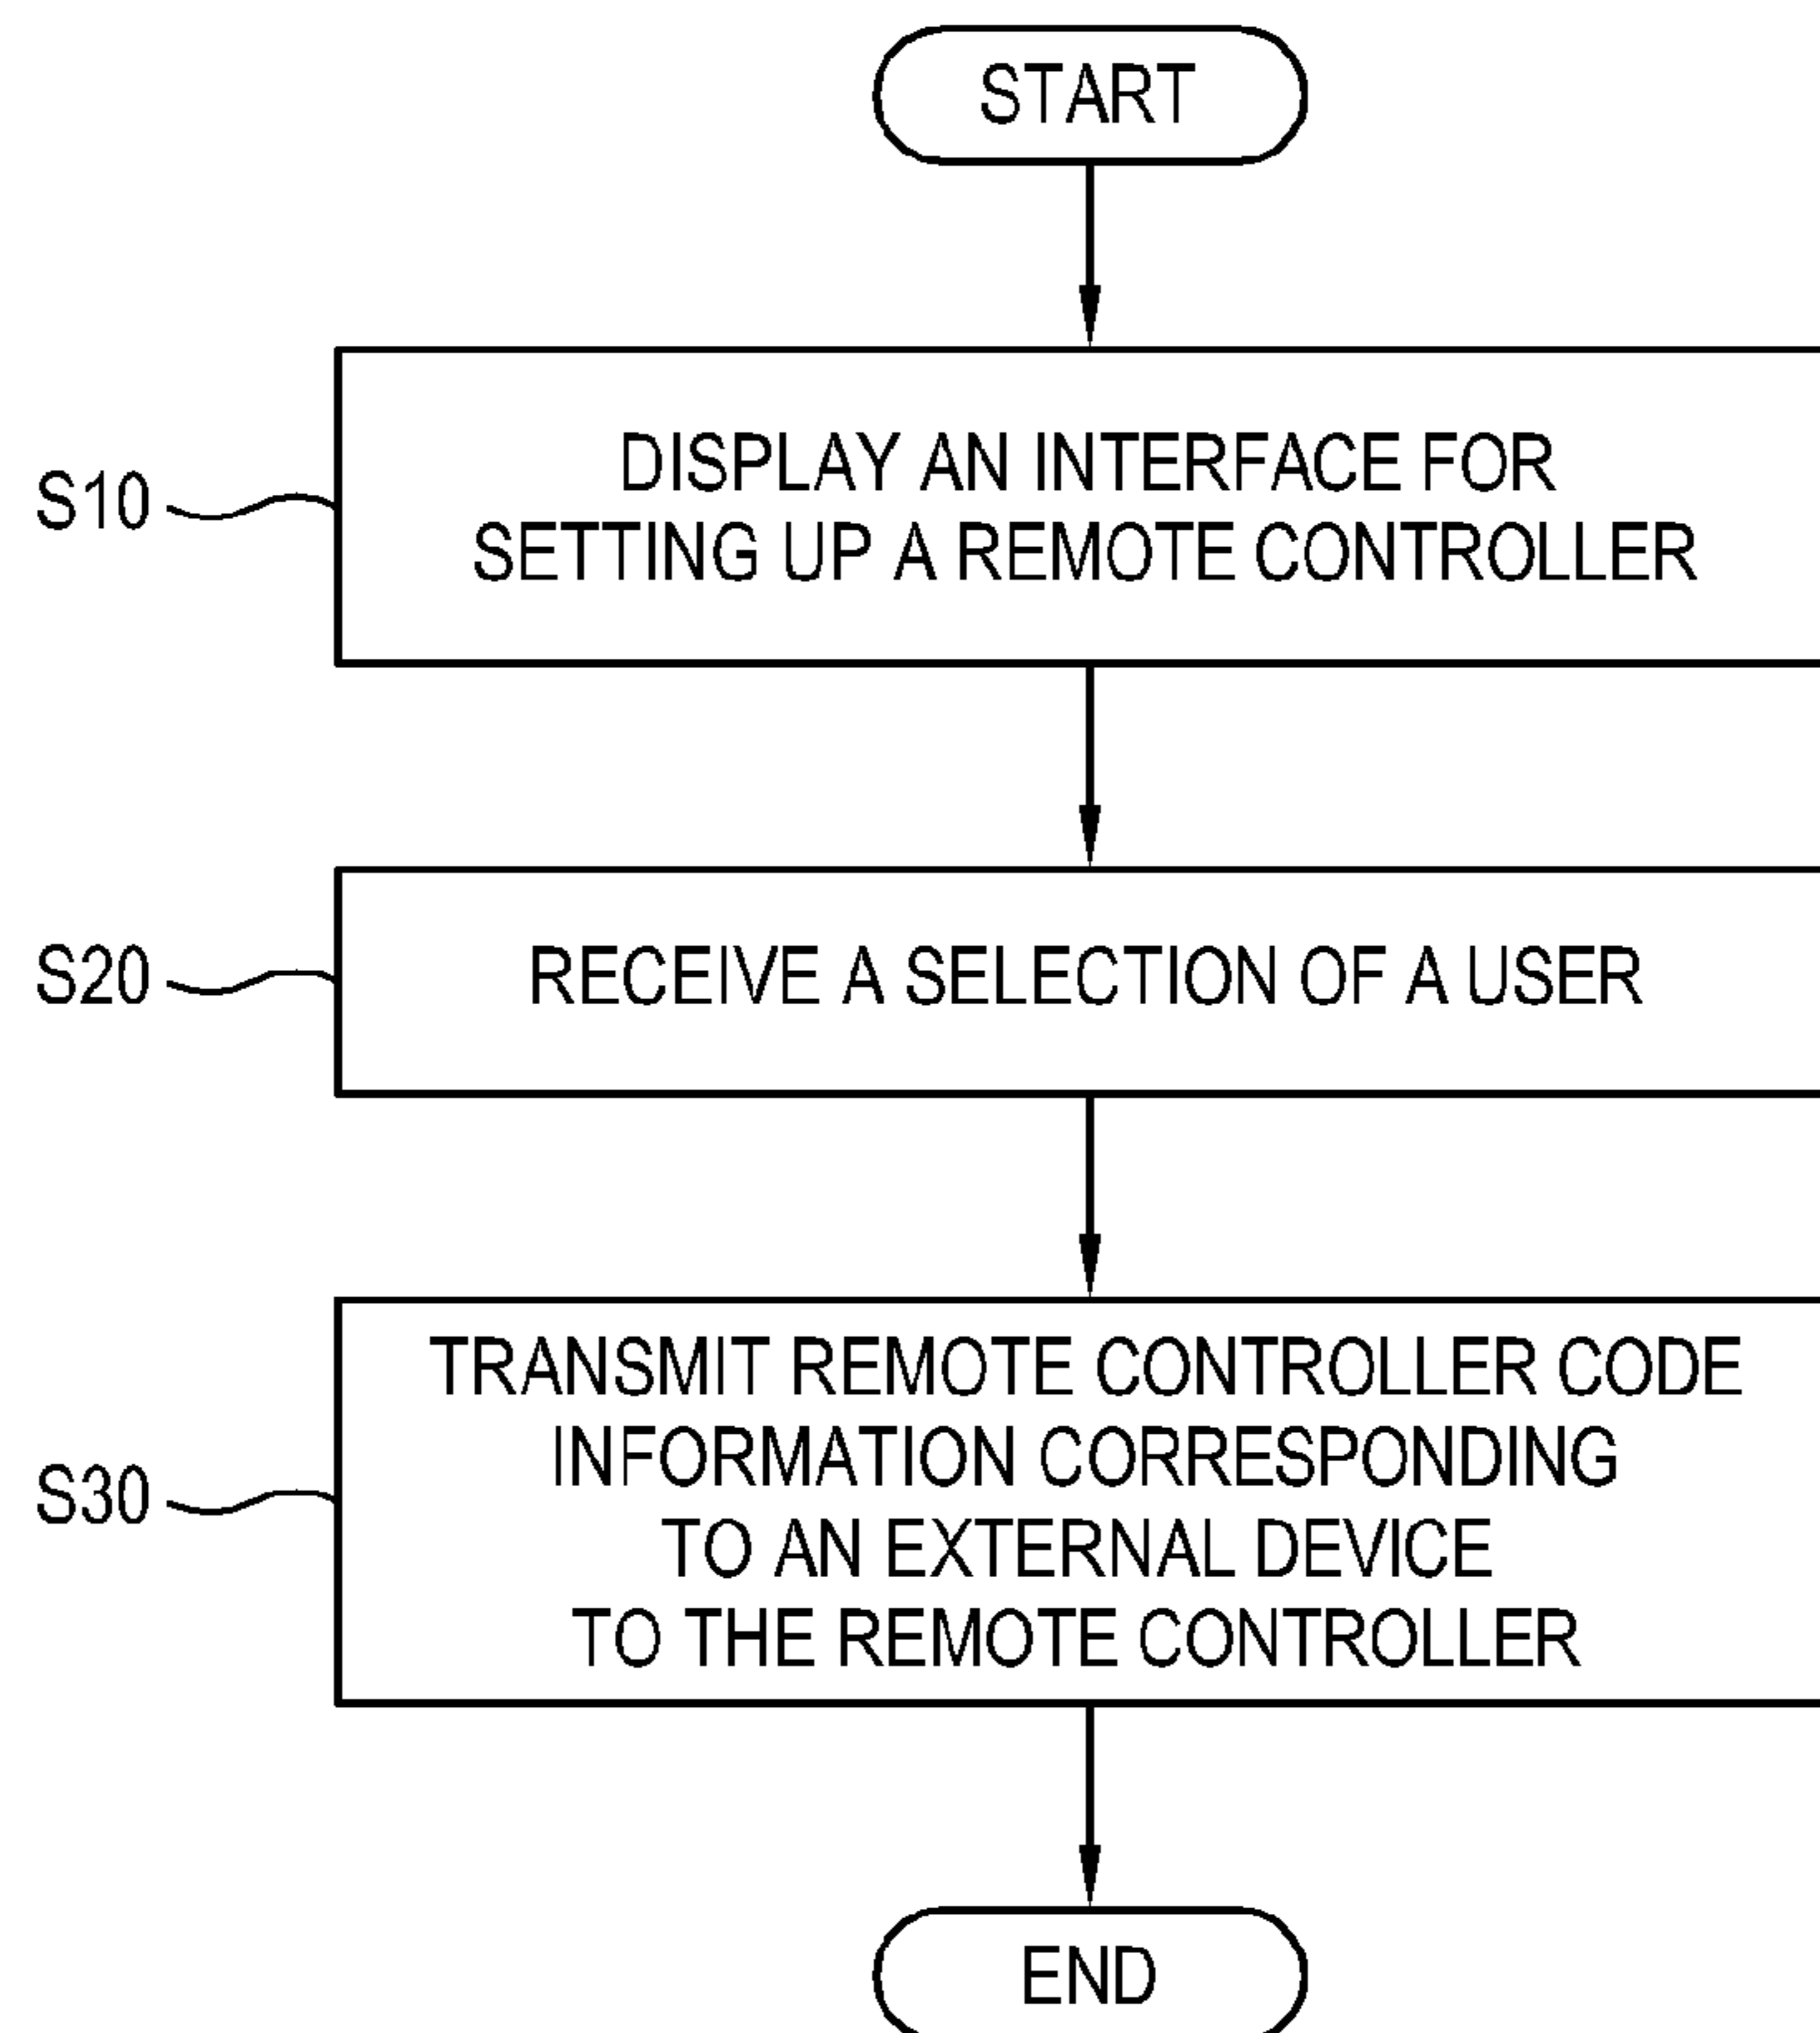 START
S10
DISPLAY AN INTERFACE FOR
SETTING UP A REMOTE CONTROLLER
S20
RECEIVE A SELECTION OF A USER
S30
TRANSMIT REMOTE CONTROLLER CODE
INFORMATION CORRESPONDING
TO AN EXTERNAL DEVICE
TO THE REMOTE CONTROLLER
END